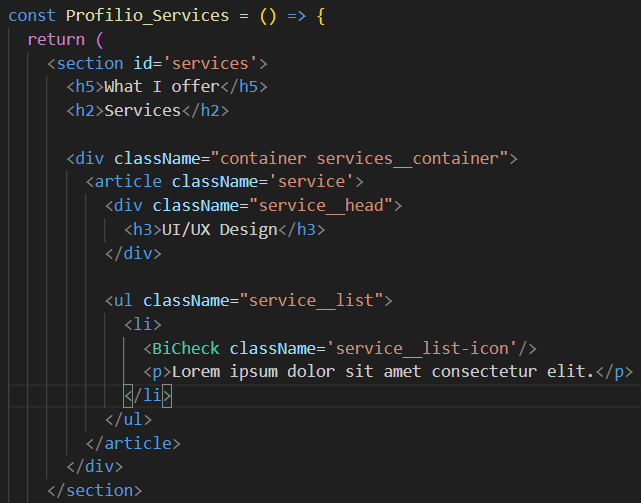 const Profilio_Services = () => {
  return (
    <section id='services'>
      <h5>What I offer</h5>
      <h2>Services</h2>

      <div className="container services__container">
        <article className='service'>
          <div className="service__head">
            <h3>UI/UX Design</h3>
          </div>

          <ul className="service__list">
            <li>
              <BiCheck className='service__list-icon'/>
              <p>Lorem ipsum dolor sit amet consectetur elit.</p>
            </li>
          </ul>
        </article>
      </div>
    </section>